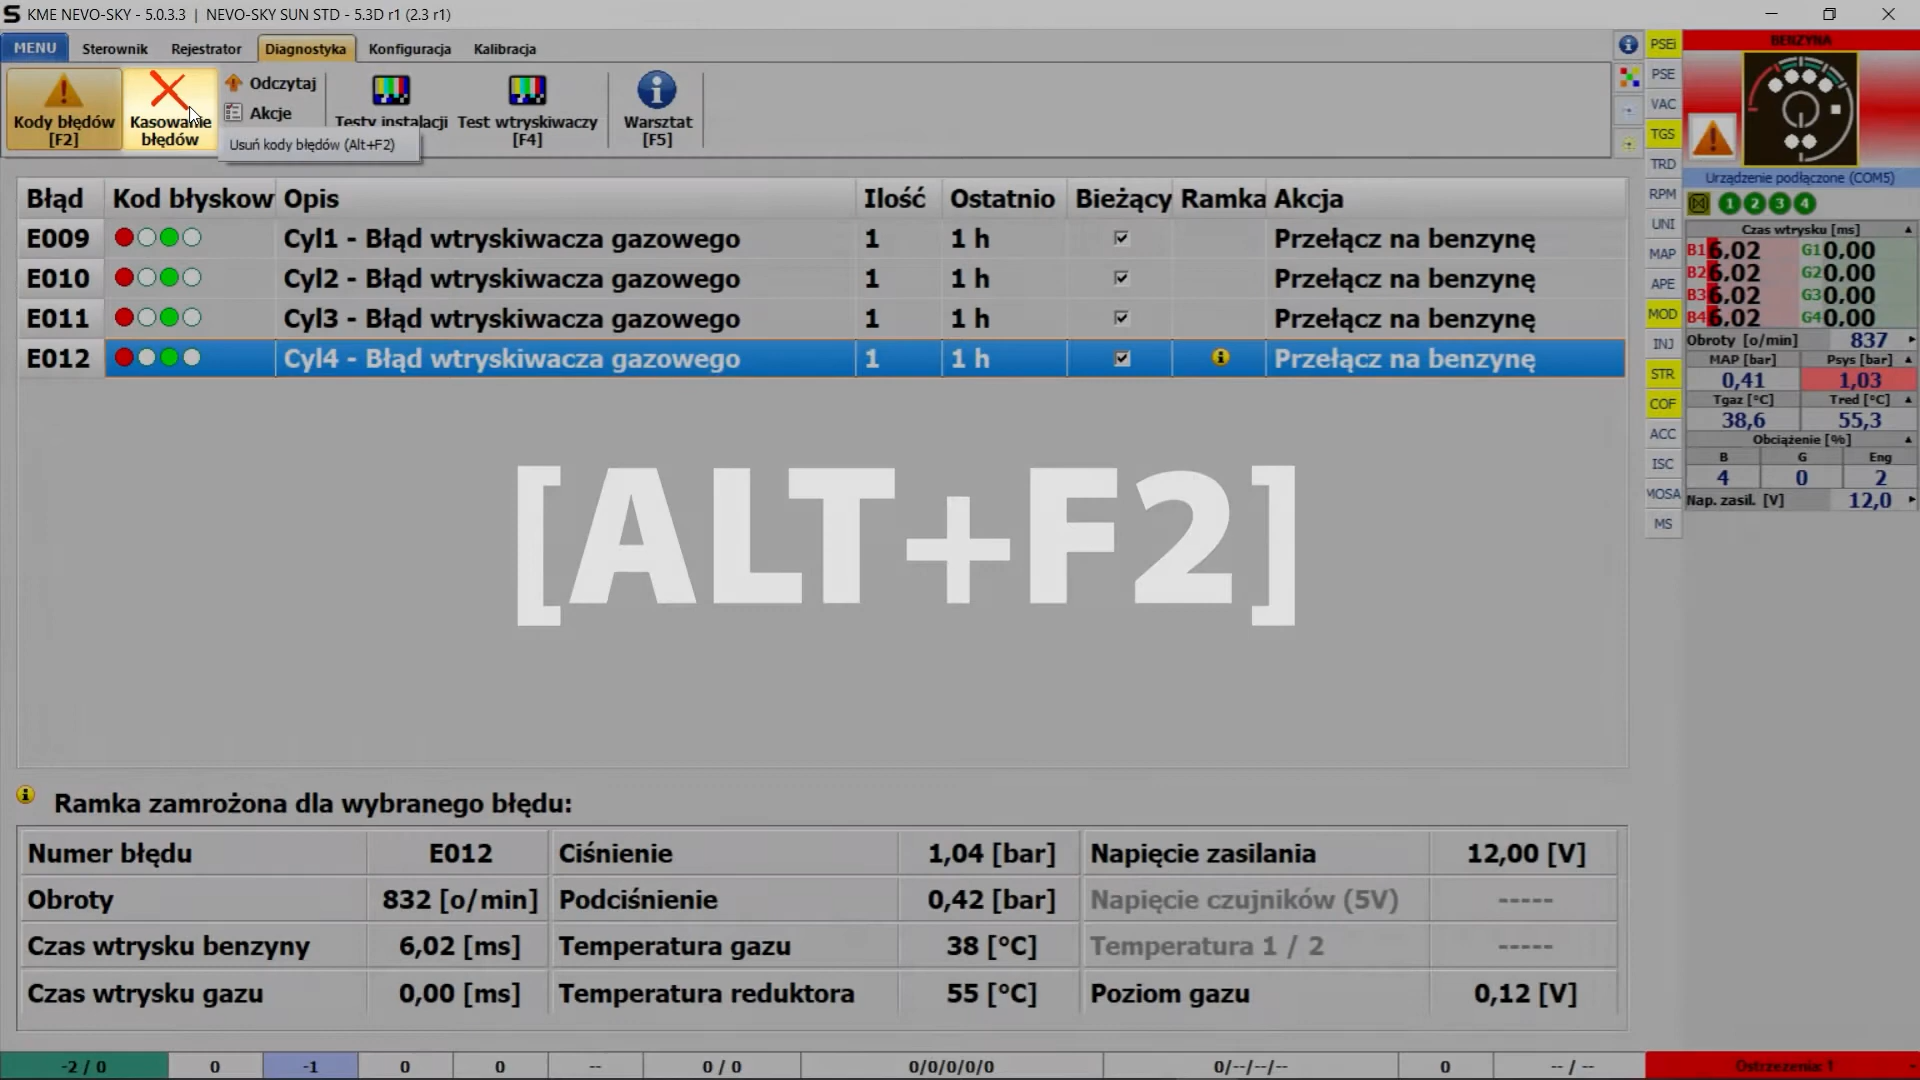 KME NEVO-SKY - 5.0.3.3 | NEVO-SKY SUN STD - 5.3D r1 (2.3 r1)
MENU Sterownik Rejestrator Diagnostyka Konfiguracja Kalibracja
Kody błędów [F2]
Kasowanie błędów
Odczytaj
Akcje
Testy instalacji
Test wtryskiwaczy [F4]
Warsztat [F5]
Usuń kody błędów (Alt+F2)
Błąd Kod błyskow Opis Ilość Ostatnio Bieżący Ramka Akcja
E009 Cyl1 - Błąd wtryskiwacza gazowego 1 1 h Przełącz na benzynę
E010 Cyl2 - Błąd wtryskiwacza gazowego 1 1 h Przełącz na benzynę
E011 Cyl3 - Błąd wtryskiwacza gazowego 1 1 h Przełącz na benzynę
E012 Cyl4 - Błąd wtryskiwacza gazowego 1 1 h Przełącz na benzynę
[ALT+F2]
Ramka zamrożona dla wybranego błędu:
Numer błędu E012 Ciśnienie 1,04 [bar] Napięcie zasilania 12,00 [V]
Obroty 832 [o/min] Podciśnienie 0,42 [bar] Napięcie czujników (5V) -----
Czas wtrysku benzyny 6,02 [ms] Temperatura gazu 38 [°C] Temperatura 1 / 2 -----
Czas wtrysku gazu 0,00 [ms] Temperatura reduktora 55 [°C] Poziom gazu 0,12 [V]
PSEi
PSE
VAC
TGS
TRD
RPM
UNI
MAP
APE
MOD
INJ
STR
COF
ACC
ISC
MOSA
MS
BENZYNA
Urządzenie podłączone (COM5)
1 2 3 4
Czas wtrysku [ms]
B1 6,02 G1 0,00
B2 6,02 G2 0,00
B3 6,02 G3 0,00
B4 6,02 G4 0,00
Obroty [o/min] 837
MAP [bar] Psys [bar]
0,41 1,03
Tgaz [°C] Tred [°C]
38,6 55,3
Obciążenie [%]
B G Eng
4 0 2
Nap. zasil. [V] 12,0
-2 / 0 0 -1 0 0 -- 0 / 0 0/0/0/0/0 0/--/--/-- 0 -- / -- Ostrzeżenia: 1